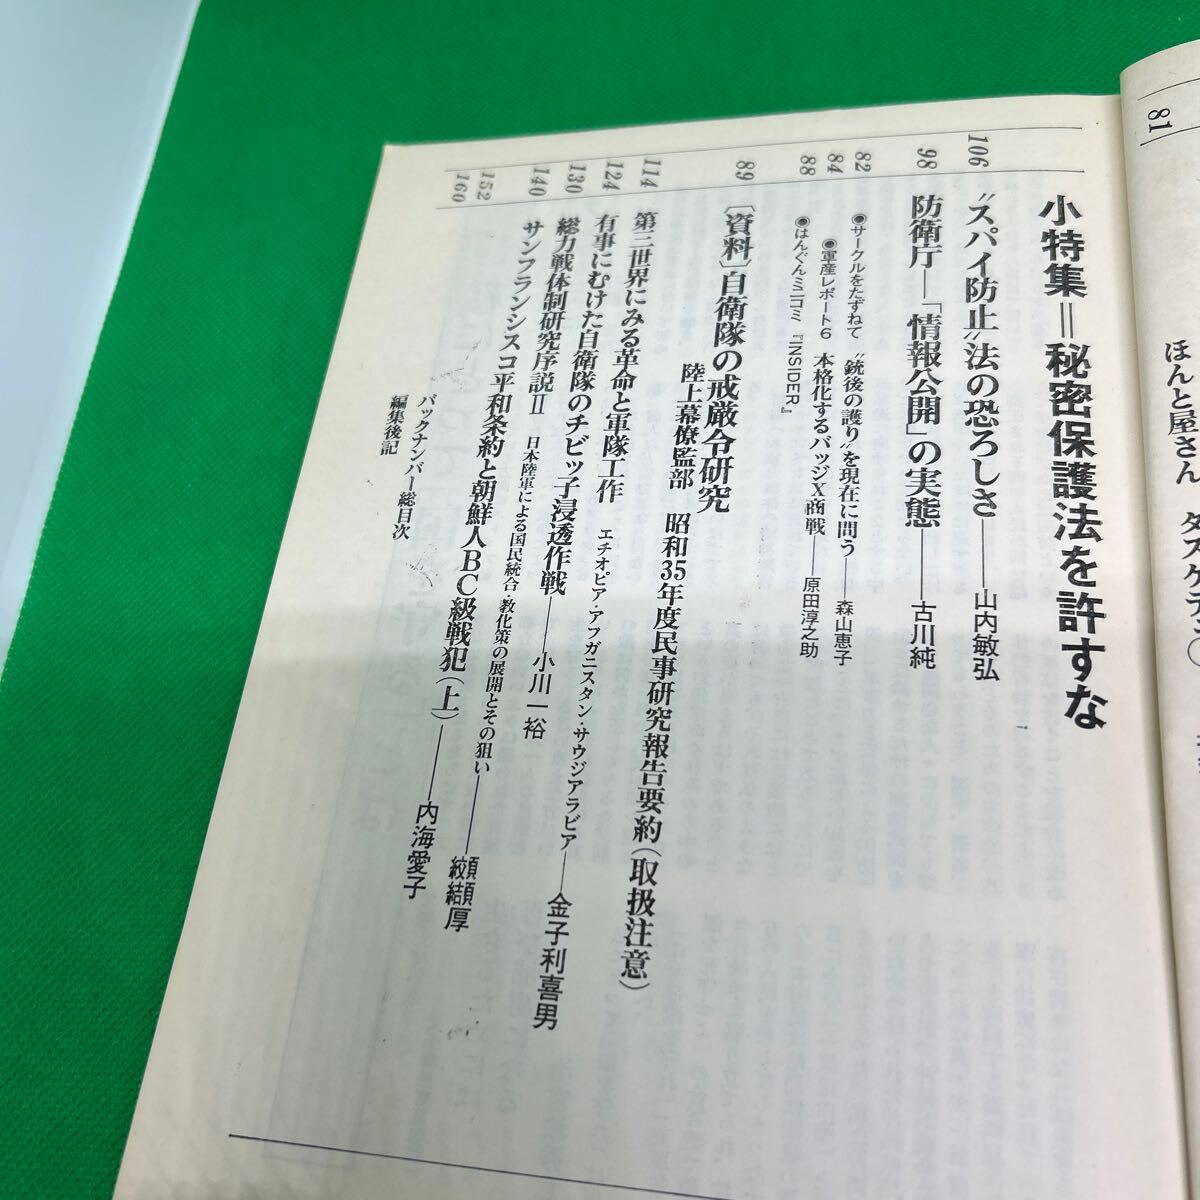 81
ほんと屋さん
小特集＝秘密保護法を許すな
106 〝スパイ防止〟法の恐ろしさ――山内敏弘
98 防衛庁―「情報公開」の実態――古川純
82 ●サークルをたずねて 〝銃後の護り〟を現在に問う――森山恵子
84 ●軍産レポート6 本格化するバッジX商戦――原田淳之助
88 ●はんぐんミニコミ『INSIDER』
89 〔資料〕自衛隊の戒厳令研究
陸上幕僚監部 昭和35年度民事研究報告要約（取扱注意）
114 第三世界にみる革命と軍隊工作 エチオピア・アフガニスタン・サウジアラビア――金子利喜男
124 有事にむけた自衛隊のチビッ子浸透作戦――小川一裕
130 総力戦体制研究序説II 日本陸軍による国民統合・教化策の展開とその狙い――纐纈厚
140 サンフランシスコ平和条約と朝鮮人BC級戦犯（上）――内海愛子
152 バックナンバー総目次
160 編集後記